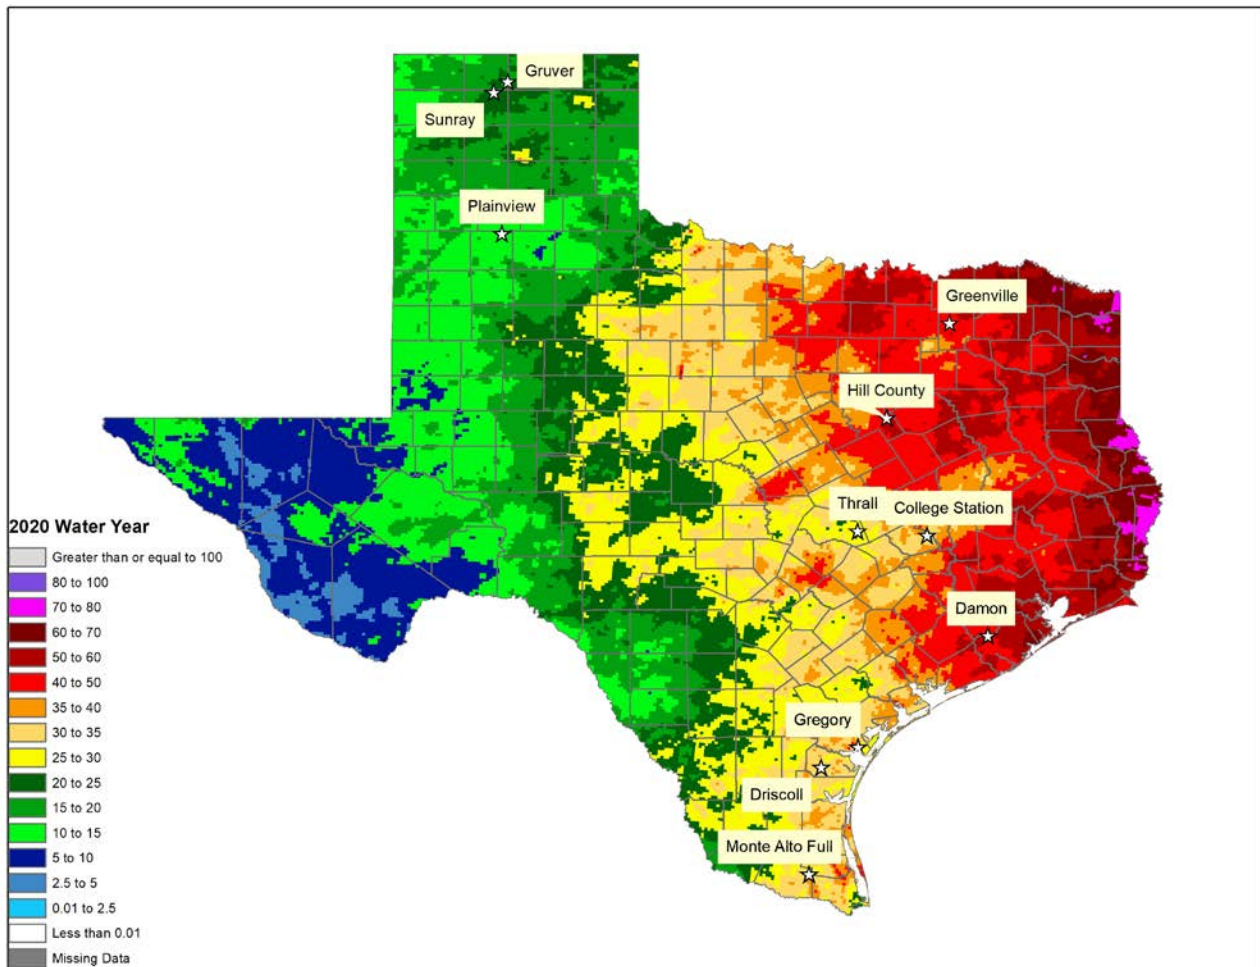 Gruver
Sunray
Plainview
Greenville
Hill County
Thrall
College Station
Damon
Gregory
Driscoll
Monte Alto Full
2020 Water Year
Greater than or equal to 100
80 to 100
70 to 80
60 to 70
50 to 60
40 to 50
35 to 40
30 to 35
25 to 30
20 to 25
15 to 20
10 to 15
5 to 10
2.5 to 5
0.01 to 2.5
Less than 0.01
Missing Data